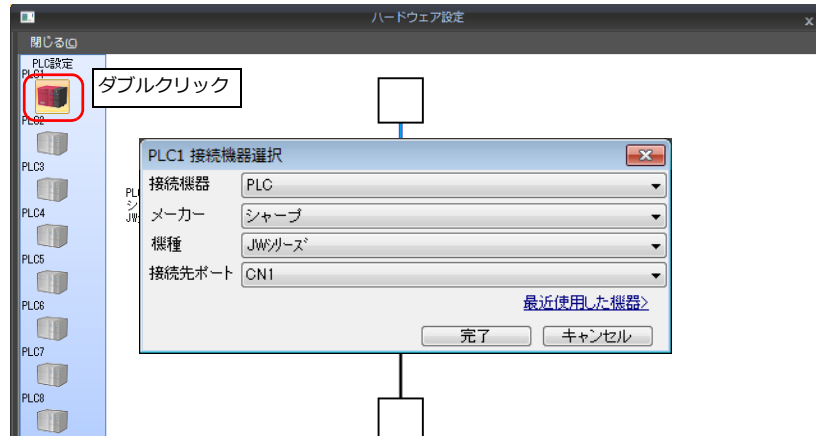 ハードウェア設定
x
閉じる(C)
PLC設定
PLC1
ダブルクリック
PLC2
PLC3
PLC4
PLC5
PLC6
PLC7
PLC8
PL
シ
JW
PLC1 接続機器選択
接続機器 PLC
メーカー シャープ
機種 JWシリーズ
接続先ポート CN1
最近使用した機器>
完了 キャンセル